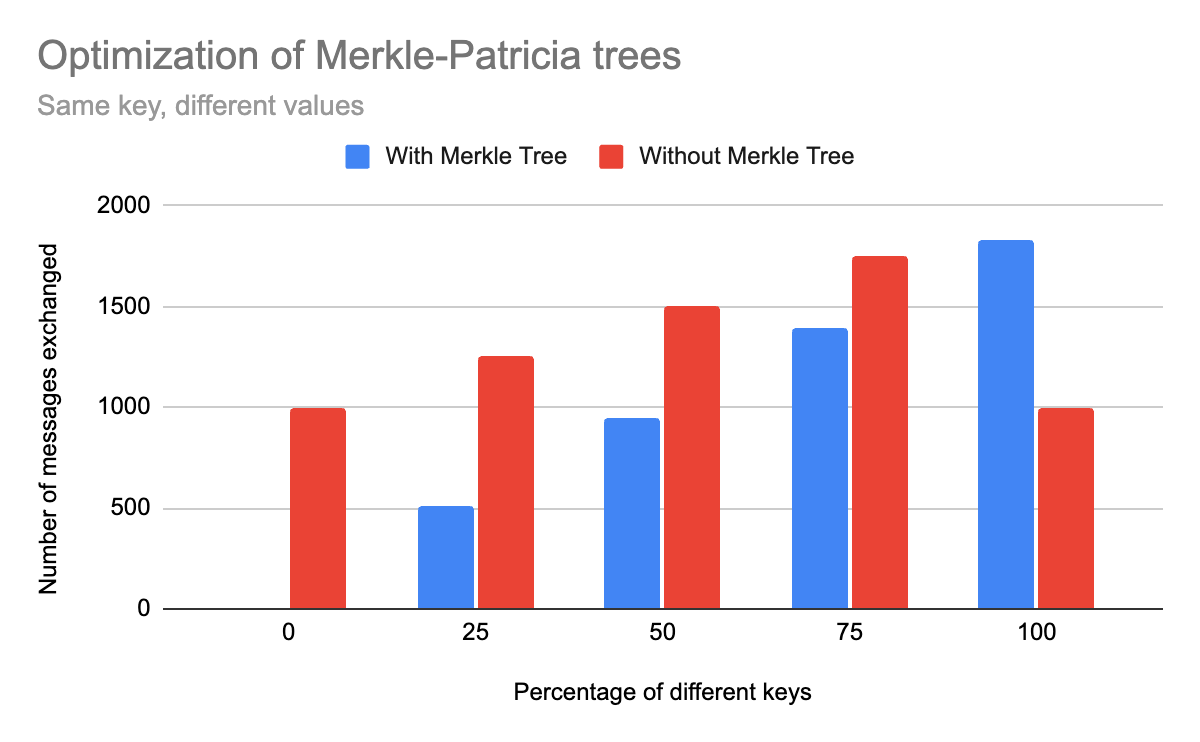 Optimization of Merkle-Patricia trees
Same key, different values
With Merkle Tree
Without Merkle Tree
Number of messages exchanged
2000
1500
1000
500
0
0
25
50
75
100
Percentage of different keys